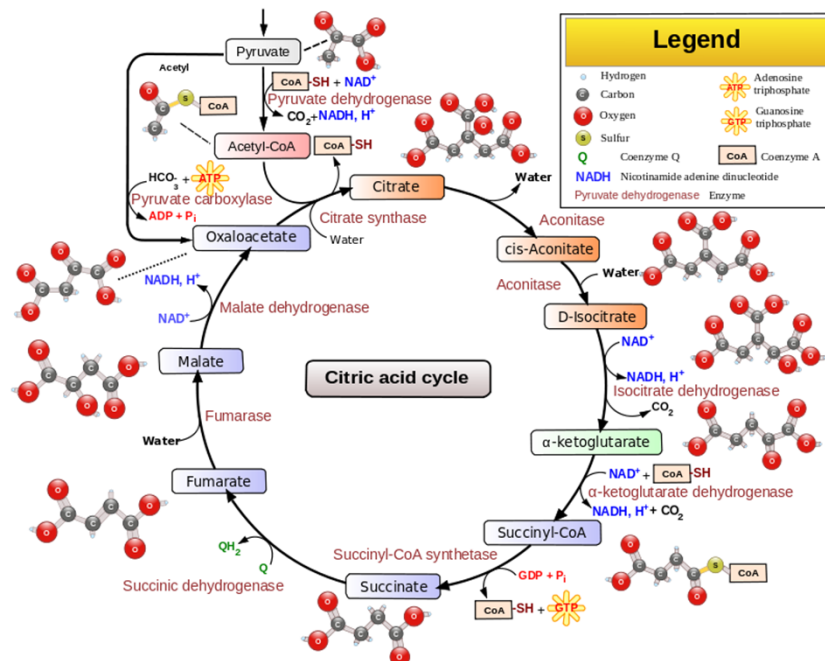 Pyruvate
Acetyl
CoA-SH + NAD+
Pyruvate dehydrogenase
CO2+NADH, H+
O
S
CoA
C
Acetyl-CoA
CoA-SH
HCO3- + ATP
Pyruvate carboxylase
ADP + Pi
Citrate
Water
Citrate synthase
Water
Oxaloacetate
Aconitase
cis-Aconitate
Aconitase
Water
D-Isocitrate
NAD+
NADH, H+
Isocitrate dehydrogenase
CO2
α-ketoglutarate
NAD+ + CoA-SH
α-ketoglutarate dehydrogenase
NADH, H+ + CO2
Succinyl-CoA
S
CoA
Succinyl-CoA synthetase
GDP + Pi
CoA-SH + GTP
Succinate
QH2
Q
Succinic dehydrogenase
Fumarate
Water
Fumarase
Malate
NADH, H+
Malate dehydrogenase
NAD+
Citric acid cycle
Legend
Hydrogen
C Carbon
O Oxygen
S Sulfur
Q Coenzyme Q
NADH Nicotinamide adenine dinucleotide
Pyruvate dehydrogenase Enzyme
ATP Adenosine
triphosphate
GTP Guanosine
triphosphate
CoA Coenzyme A